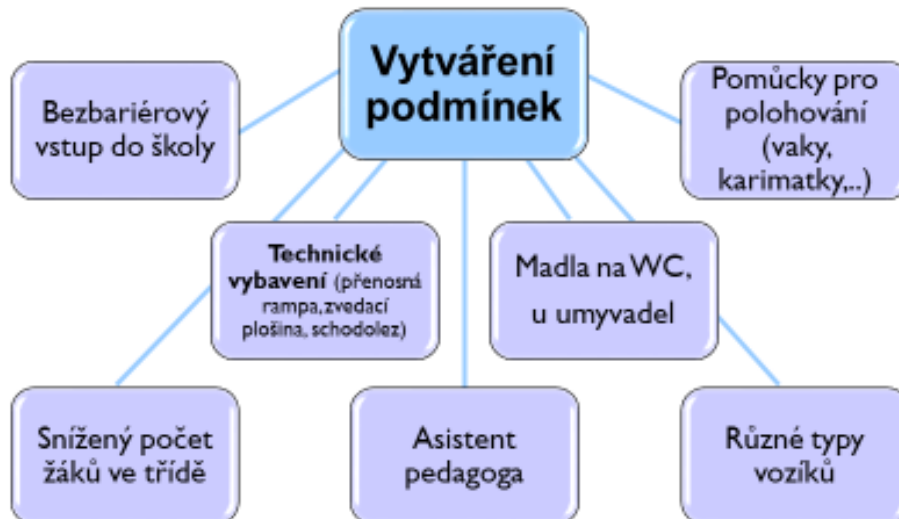 Vytváření
podmínek
Bezbariérový
vstup do školy
Pomůcky pro
polohování
(vaky,
karimatky,..)
Technické
vybavení (přenosná
rampa,zvedací
plošina, schodolez)
Madla na WC,
u umyvadel
Snížený počet
žáků ve třídě
Asistent
pedagoga
Různé typy
vozíků